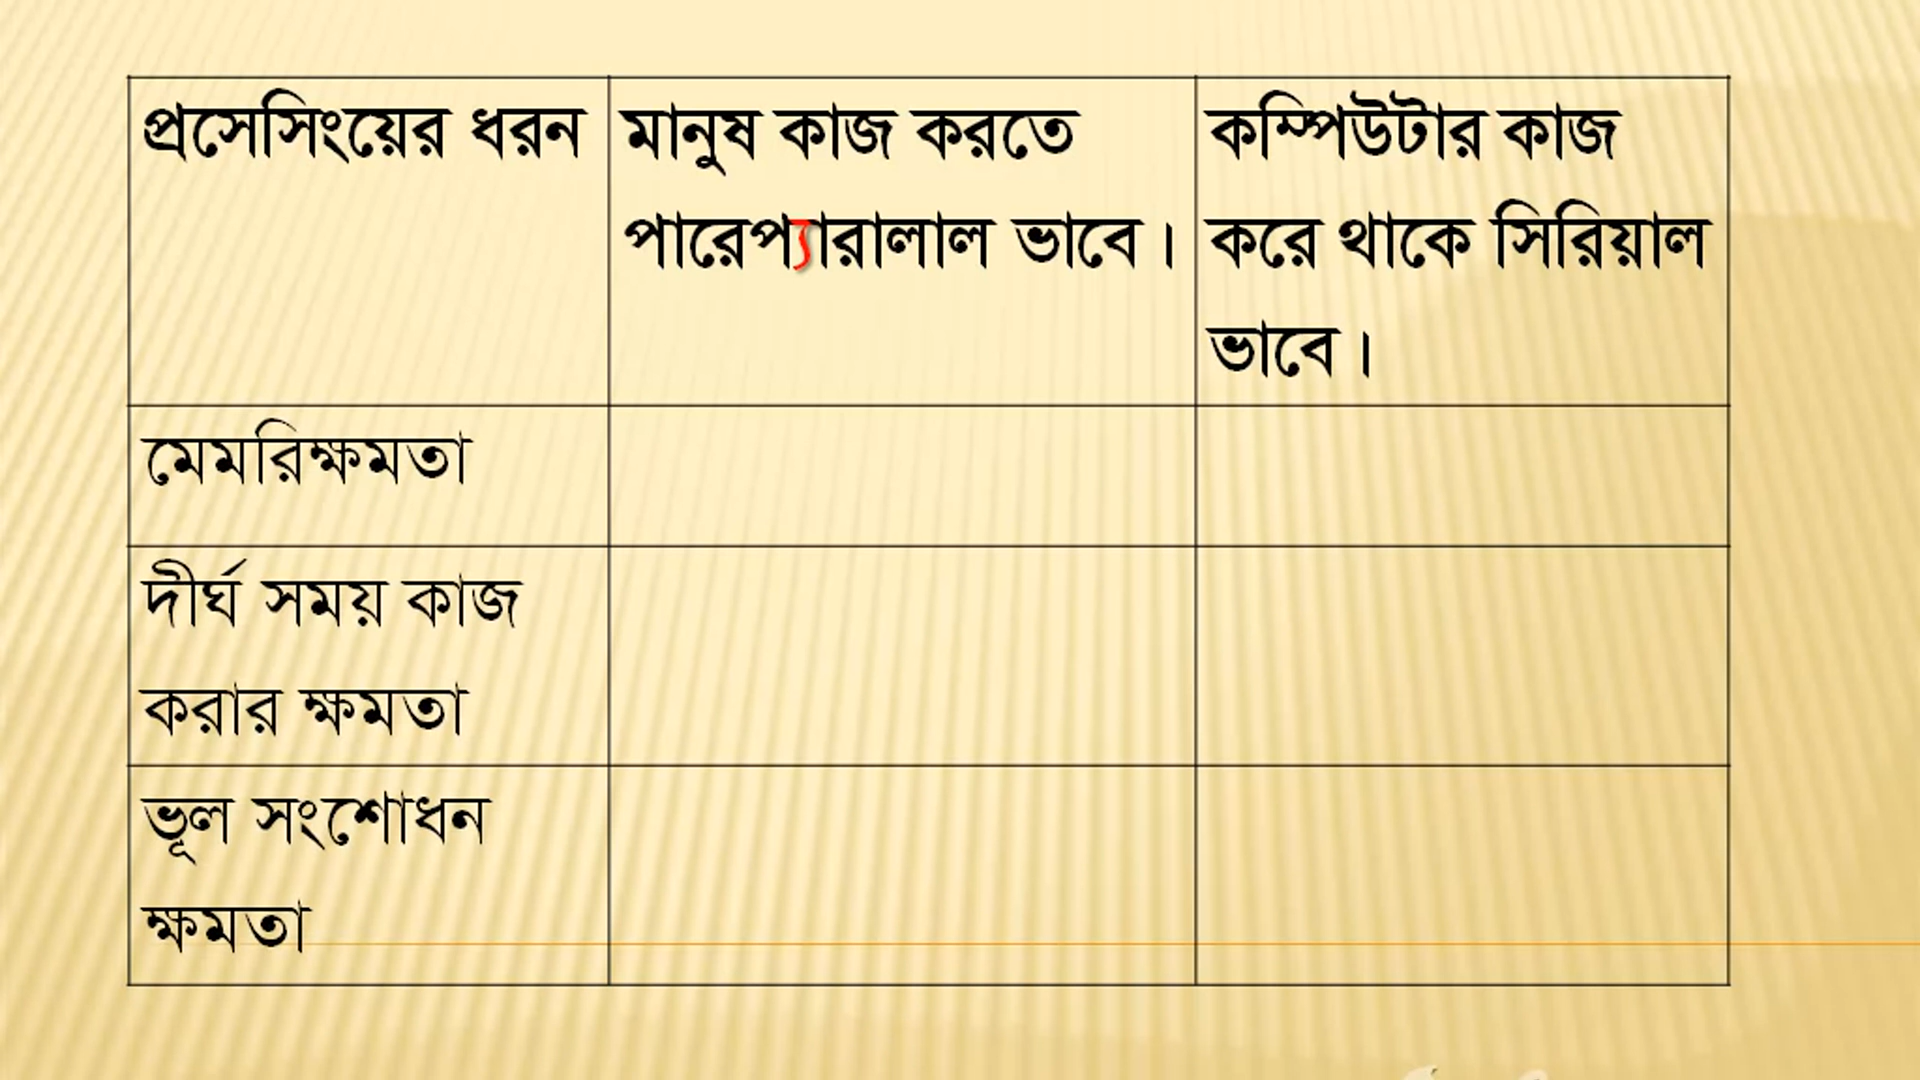 প্রসেসিংয়ের ধরন
মানুষ কাজ করতে
পারেপ্যারালাল ভাবে।
কম্পিউটার কাজ
করে থাকে সিরিয়াল
ভাবে।
মেমরিক্ষমতা
দীর্ঘ সময় কাজ
করার ক্ষমতা
ভূল সংশোধন
ক্ষমতা